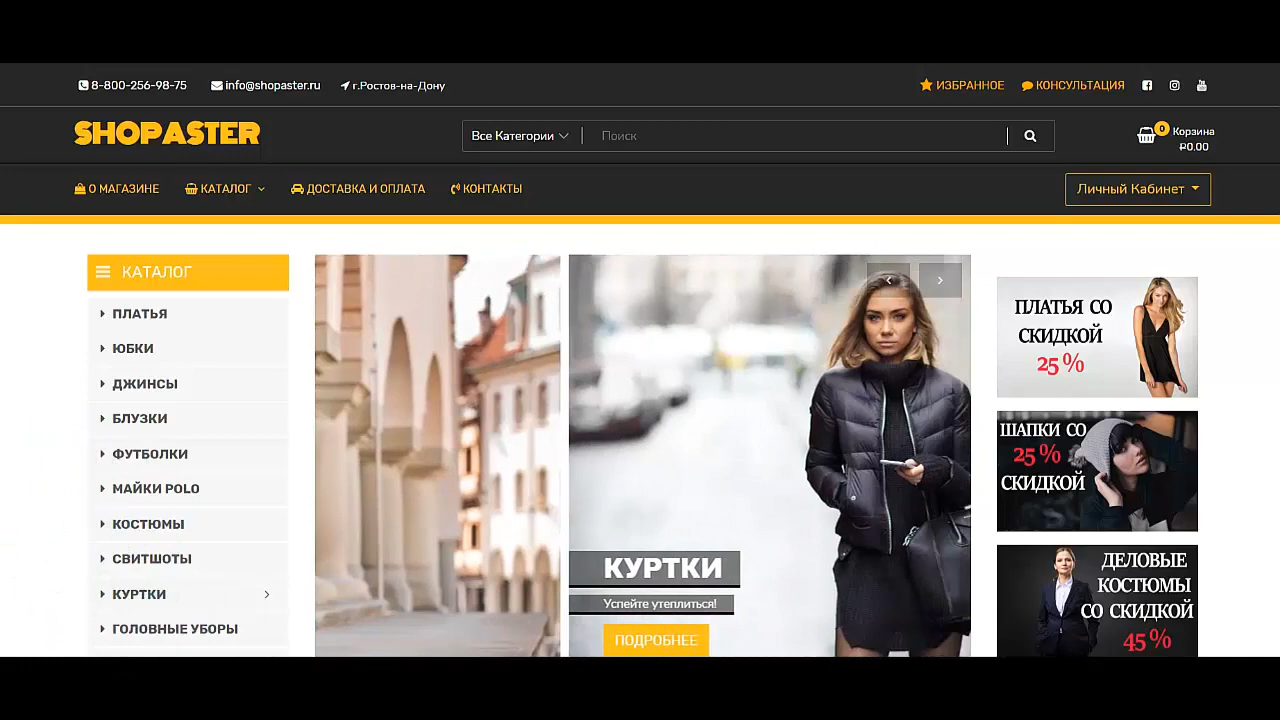 8-800-256-98-75
info@shopaster.ru
г.Ростов-на-Дону
ИЗБРАННОЕ
КОНСУЛЬТАЦИЯ
SHOPASTER
Все Категории
Поиск
0
Корзина
₽0.00
О МАГАЗИНЕ
КАТАЛОГ
ДОСТАВКА И ОПЛАТА
КОНТАКТЫ
Личный Кабинет
КАТАЛОГ
ПЛАТЬЯ
ЮБКИ
ДЖИНСЫ
БЛУЗКИ
ФУТБОЛКИ
МАЙКИ POLO
КОСТЮМЫ
СВИТШОТЫ
КУРТКИ
ГОЛОВНЫЕ УБОРЫ
КУРТКИ
Успейте утеплиться!
ПОДРОБНЕЕ
ПЛАТЬЯ СО
СКИДКОЙ
25 %
ШАПКИ СО
25 %
СКИДКОЙ
ДЕЛОВЫЕ
КОСТЮМЫ
СО СКИДКОЙ
45 %